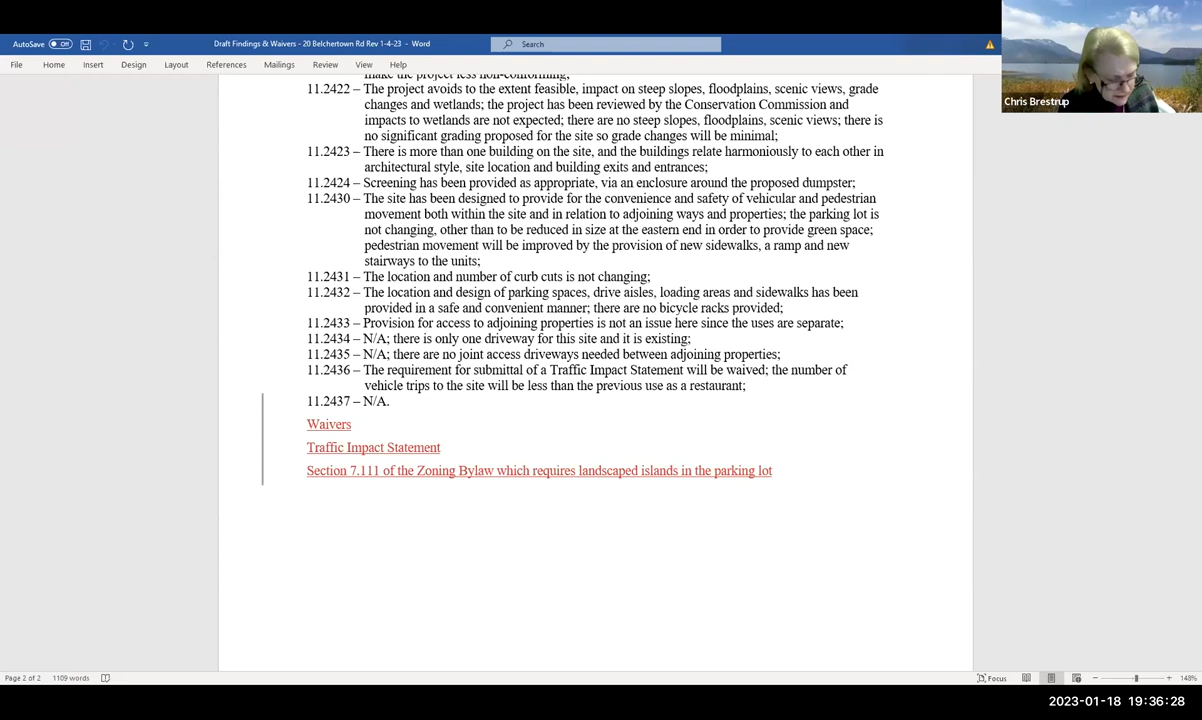 AutoSave Off
Draft Findings & Waivers - 20 Belchertown Rd Rev 1-4-23 - Word
Search
File Home Insert Design Layout References Mailings Review View Help
Chris Brestrup
make the project less non-conforming;
11.2422 – The project avoids to the extent feasible, impact on steep slopes, floodplains, scenic views, grade
changes and wetlands; the project has been reviewed by the Conservation Commission and
impacts to wetlands are not expected; there are no steep slopes, floodplains, scenic views; there is
no significant grading proposed for the site so grade changes will be minimal;
11.2423 – There is more than one building on the site, and the buildings relate harmoniously to each other in
architectural style, site location and building exits and entrances;
11.2424 – Screening has been provided as appropriate, via an enclosure around the proposed dumpster;
11.2430 – The site has been designed to provide for the convenience and safety of vehicular and pedestrian
movement both within the site and in relation to adjoining ways and properties; the parking lot is
not changing, other than to be reduced in size at the eastern end in order to provide green space;
pedestrian movement will be improved by the provision of new sidewalks, a ramp and new
stairways to the units;
11.2431 – The location and number of curb cuts is not changing;
11.2432 – The location and design of parking spaces, drive aisles, loading areas and sidewalks has been
provided in a safe and convenient manner; there are no bicycle racks provided;
11.2433 – Provision for access to adjoining properties is not an issue here since the uses are separate;
11.2434 – N/A; there is only one driveway for this site and it is existing;
11.2435 – N/A; there are no joint access driveways needed between adjoining properties;
11.2436 – The requirement for submittal of a Traffic Impact Statement will be waived; the number of
vehicle trips to the site will be less than the previous use as a restaurant;
11.2437 – N/A.
Waivers
Traffic Impact Statement
Section 7.111 of the Zoning Bylaw which requires landscaped islands in the parking lot
Page 2 of 2 1109 words
Focus
148%
2023-01-18 19:36:28